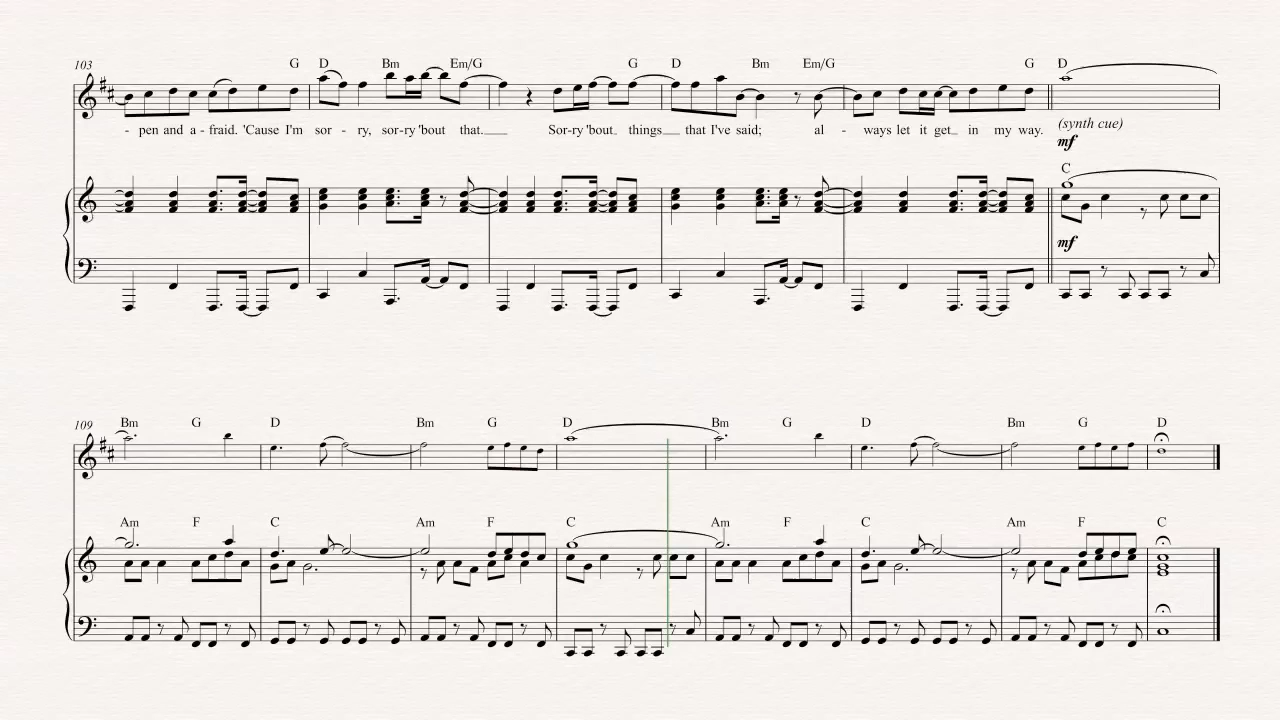 103 G D Bm Em/G G D Bm Em/G G D
- pen and a - fraid. 'Cause I'm sor - ry, sor-ry 'bout that. Sor-ry 'bout things that I've said; al - ways let it get in my way. (synth cue)
mf
C
mf
109 Bm G D Bm G D Bm G D Bm G D
Am F C Am F C Am F C Am F C